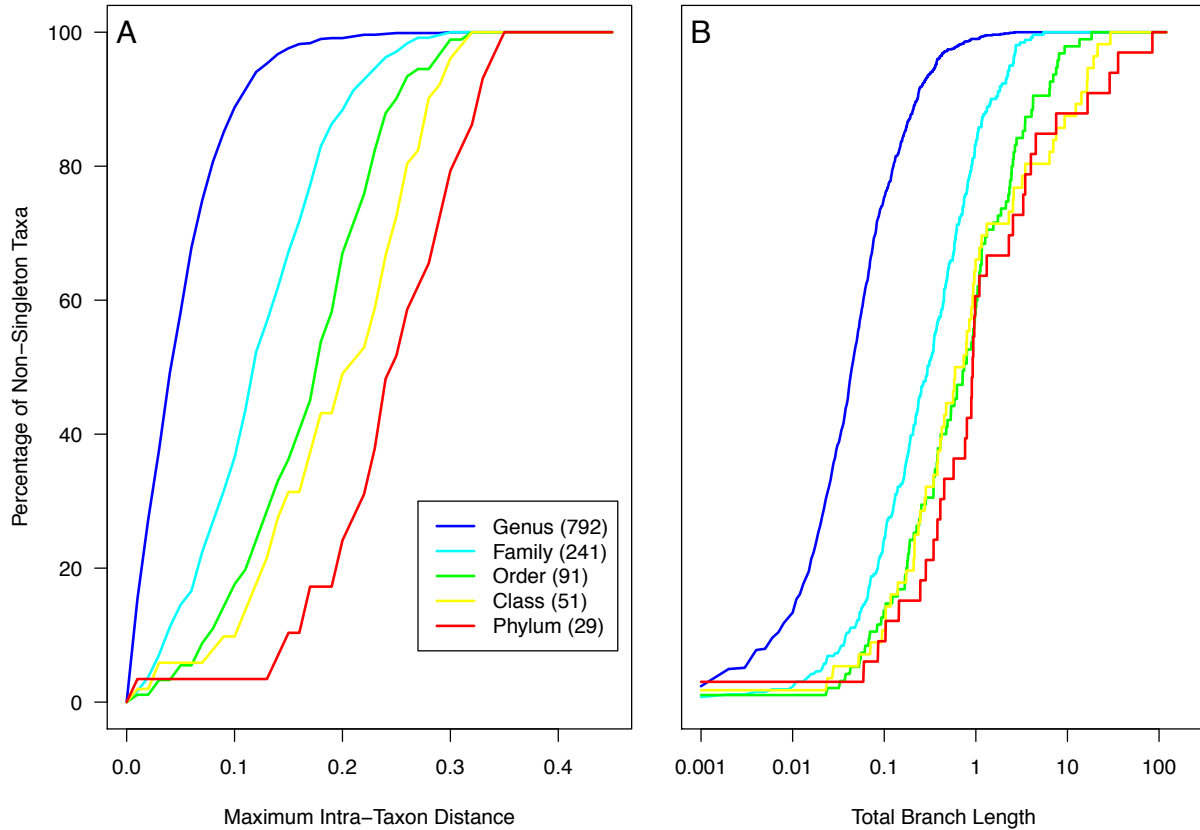 A
B
Percentage of Non−Singleton Taxa
100
80
60
40
20
0
Genus (792)
Family (241)
Order (91)
Class (51)
Phylum (29)
0.0 0.1 0.2 0.3 0.4
0.001 0.01 0.1 1 10 100
Maximum Intra−Taxon Distance
Total Branch Length